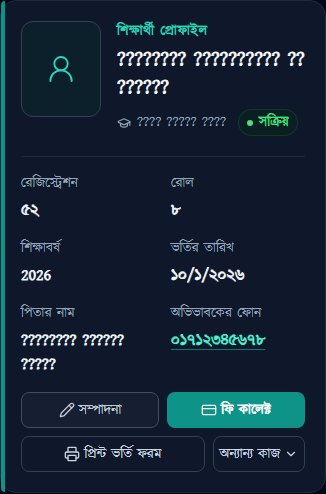 শিক্ষার্থী প্রোফাইল
???????? ?????????? ??
??????
???? ????? ????
সক্রিয়
রেজিস্ট্রেশন
রোল
৫২
৮
শিক্ষাবর্ষ
ভর্তির তারিখ
2026
১০/১/২০২৬
পিতার নাম
অভিভাবকের ফোন
???????? ??????
?????
০১৭১২৩৪৫৬৭৮
সম্পাদনা
ফি কালেক্ট
প্রিন্ট ভর্তি ফরম
অন্যান্য কাজ